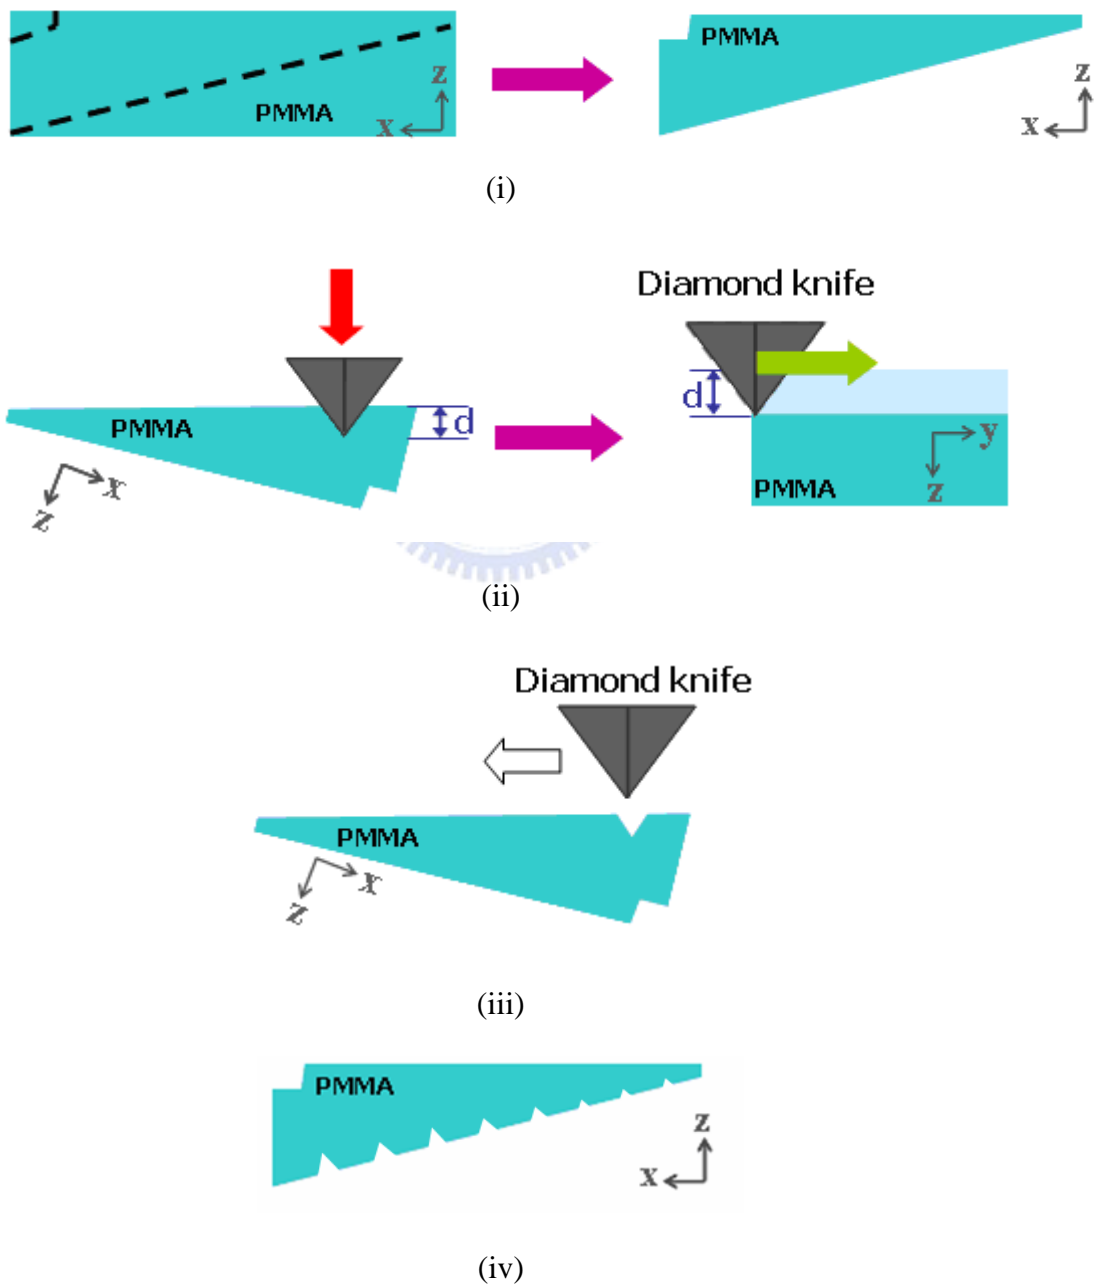 PMMA
z
x
PMMA
z
x
(i)
Diamond knife
d
PMMA
x
z
d
y
z
PMMA
(ii)
Diamond knife
PMMA
x
z
(iii)
PMMA
z
x
(iv)